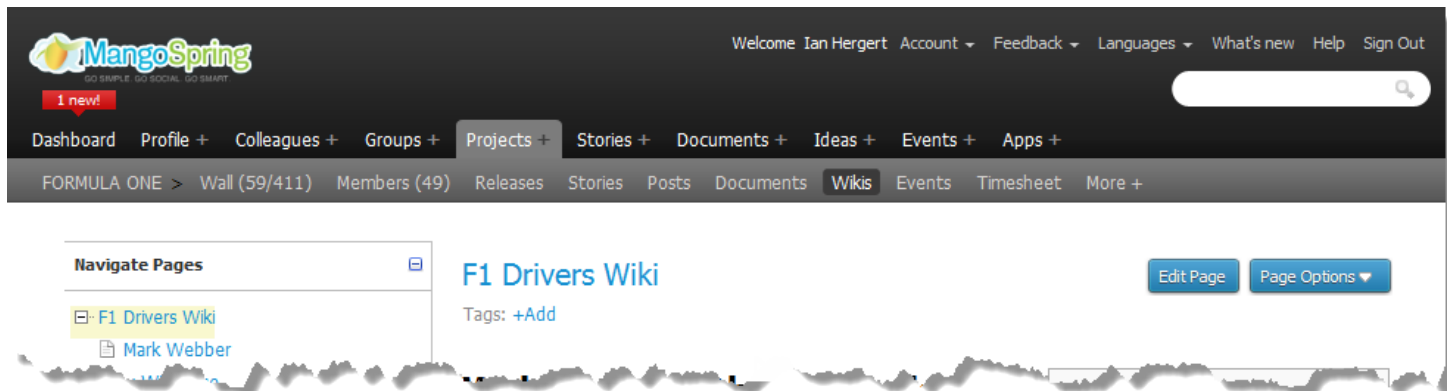 MangoSpring
GO SIMPLE. GO SOCIAL. GO SMART.
Welcome Ian Hergert Account Feedback Languages What's new Help Sign Out
1 new!
Dashboard Profile + Colleagues + Groups + Projects + Stories + Documents + Ideas + Events + Apps +
FORMULA ONE > Wall (59/411) Members (49) Releases Stories Posts Documents Wikis Events Timesheet More +
Navigate Pages
F1 Drivers Wiki
Edit Page Page Options
Tags: +Add
F1 Drivers Wiki
Mark Webber